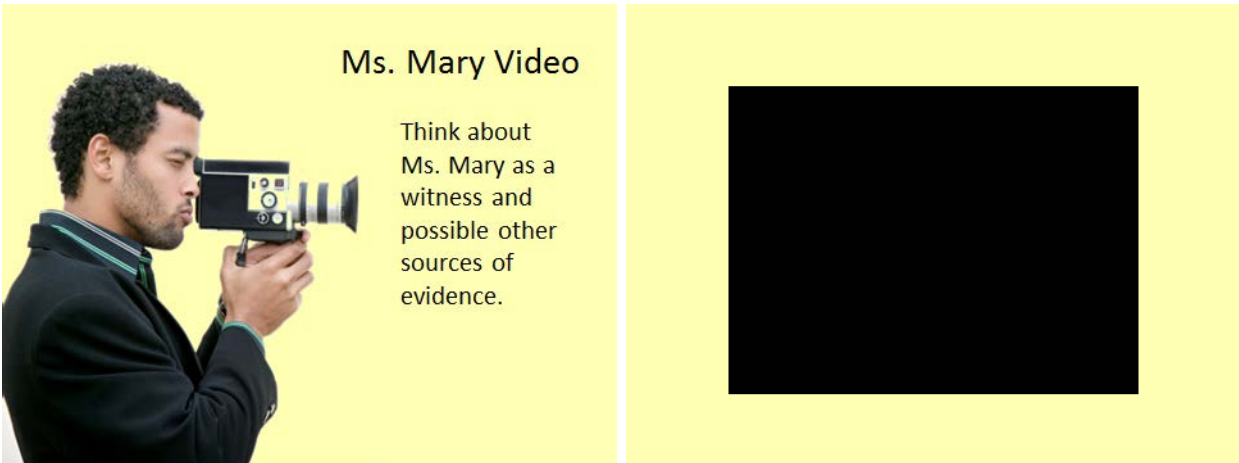 Ms. Mary Video
Think about
Ms. Mary as a
witness and
possible other
sources of
evidence.